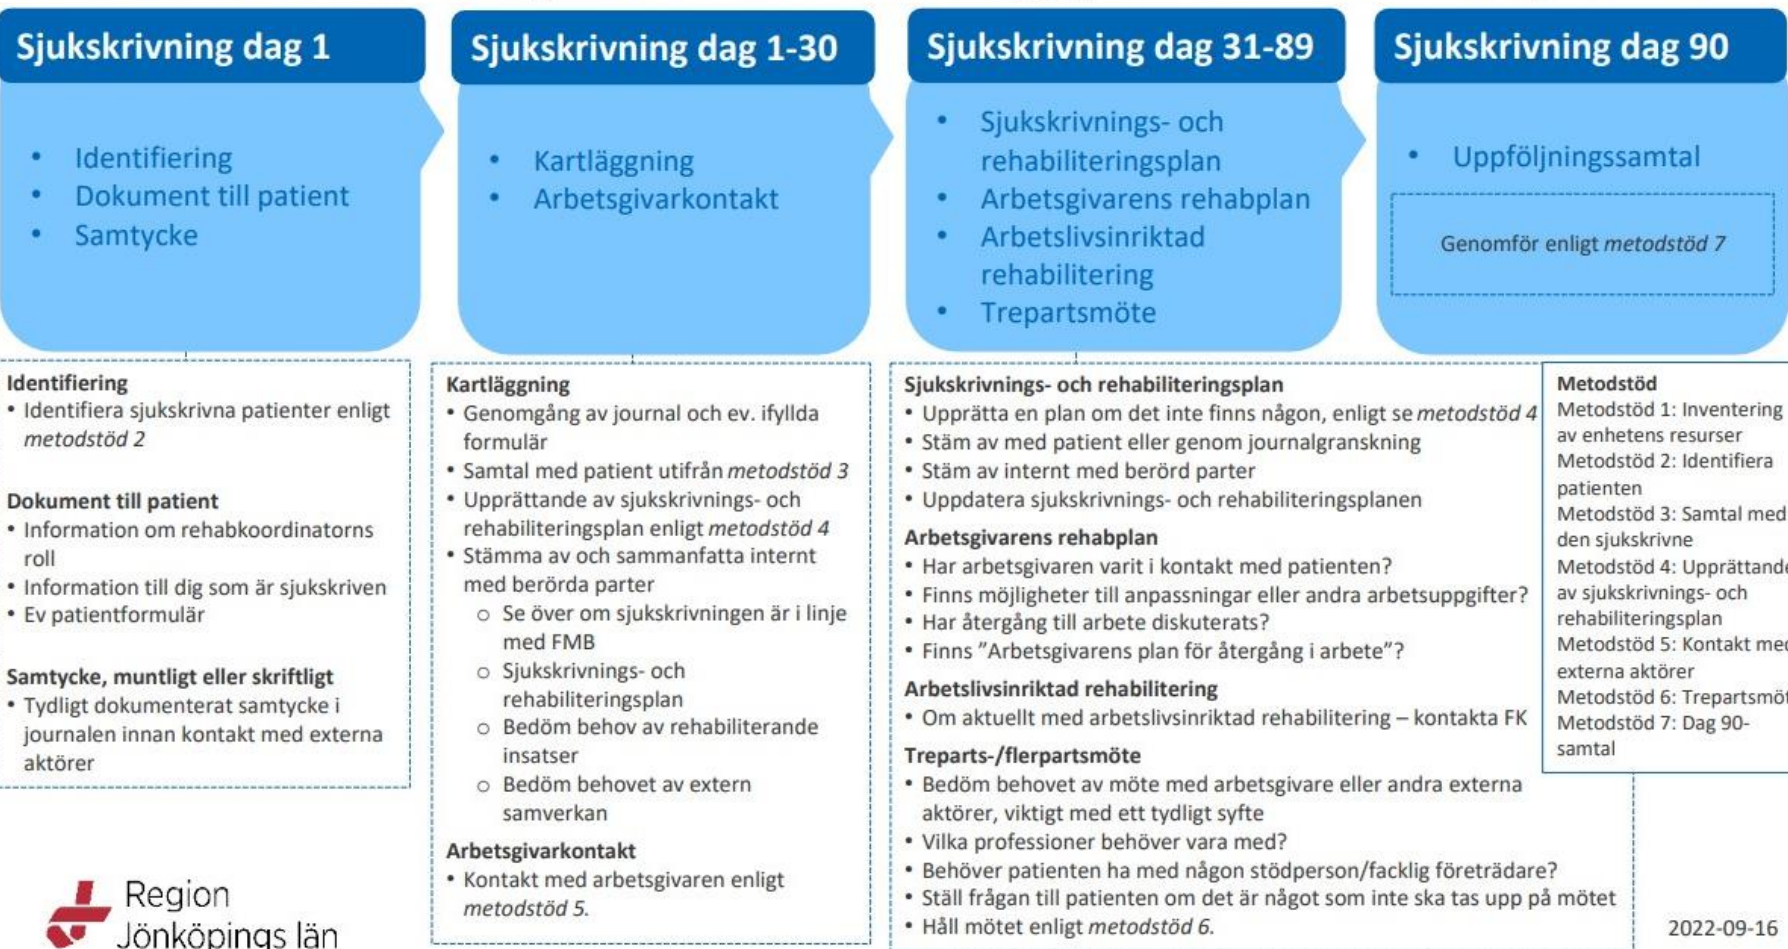 Sjukskrivning dag 1
• Identifiering
• Dokument till patient
• Samtycke
Sjukskrivning dag 1-30
• Kartläggning
• Arbetsgivarkontakt
Sjukskrivning dag 31-89
• Sjukskrivnings- och
rehabiliteringsplan
• Arbetsgivarens rehabplan
• Arbetslivsinriktad
rehabilitering
• Trepartsmöte
Sjukskrivning dag 90
• Uppföljningssamtal
Genomför enligt metodstöd 7
Identifiering
• Identifiera sjukskrivna patienter enligt
metodstöd 2
Dokument till patient
• Information om rehabkoordinatorns
roll
• Information till dig som är sjukskriven
• Ev patientformulär
Samtycke, muntligt eller skriftligt
• Tydligt dokumenterat samtycke i
journalen innan kontakt med externa
aktörer
Kartläggning
• Genomgång av journal och ev. ifyllda
formulär
• Samtal med patient utifrån metodstöd 3
• Upprättande av sjukskrivnings- och
rehabiliteringsplan enligt metodstöd 4
• Stämma av och sammanfatta internt
med berörda parter
o Se över om sjukskrivningen är i linje
med FMB
o Sjukskrivnings- och
rehabiliteringsplan
o Bedöm behov av rehabiliterande
insatser
o Bedöm behovet av extern
samverkan
Arbetsgivarkontakt
• Kontakt med arbetsgivaren enligt
metodstöd 5.
Sjukskrivnings- och rehabiliteringsplan
• Upprätta en plan om det inte finns någon, enligt se metodstöd 4
• Stäm av med patient eller genom journalgranskning
• Stäm av internt med berörd parter
• Uppdatera sjukskrivnings- och rehabiliteringsplanen
Arbetsgivarens rehabplan
• Har arbetsgivaren varit i kontakt med patienten?
• Finns möjligheter till anpassningar eller andra arbetsuppgifter?
• Har återgång till arbete diskuterats?
• Finns ”Arbetsgivarens plan för återgång i arbete”?
Arbetslivsinriktad rehabilitering
• Om aktuellt med arbetslivsinriktad rehabilitering – kontakta FK
Treparts-/flerpartsmöte
• Bedöm behovet av möte med arbetsgivare eller andra externa
aktörer, viktigt med ett tydligt syfte
• Vilka professioner behöver vara med?
• Behöver patienten ha med någon stödperson/facklig företrädare?
• Ställ frågan till patienten om det är något som inte ska tas upp på mötet
• Håll mötet enligt metodstöd 6.
Metodstöd
Metodstöd 1: Inventering
av enhetens resurser
Metodstöd 2: Identifiera
patienten
Metodstöd 3: Samtal med
den sjukskrivne
Metodstöd 4: Upprättande
av sjukskrivnings- och
rehabiliteringsplan
Metodstöd 5: Kontakt med
externa aktörer
Metodstöd 6: Trepartsmöt
Metodstöd 7: Dag 90-
samtal
Region
Jönköpings län
2022-09-16